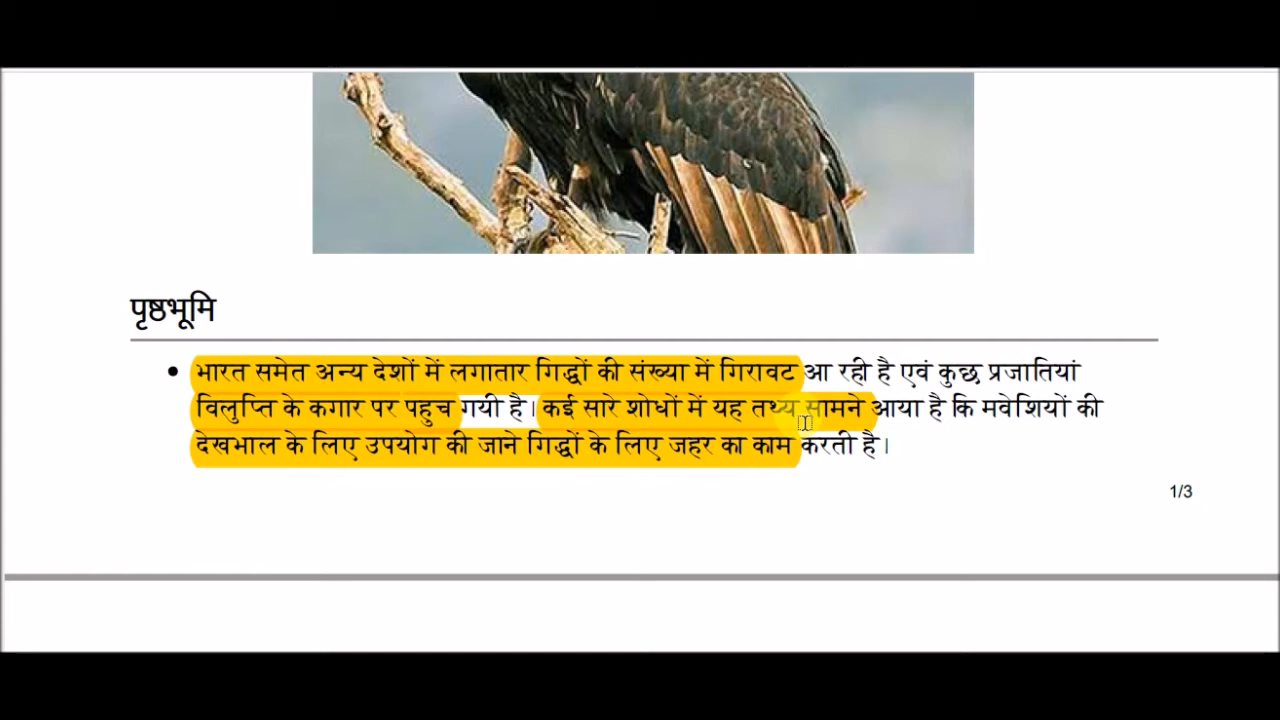 पृष्ठभूमि
• भारत समेत अन्य देशों में लगातार गिद्धों की संख्या में गिरावट आ रही है एवं कुछ प्रजातियां
विलुप्ति के कगार पर पहुच गयी है। कई सारे शोधों में यह तथ्य सामने आया है कि मवेशियों की
देखभाल के लिए उपयोग की जाने गिद्धों के लिए जहर का काम करती है।
1/3